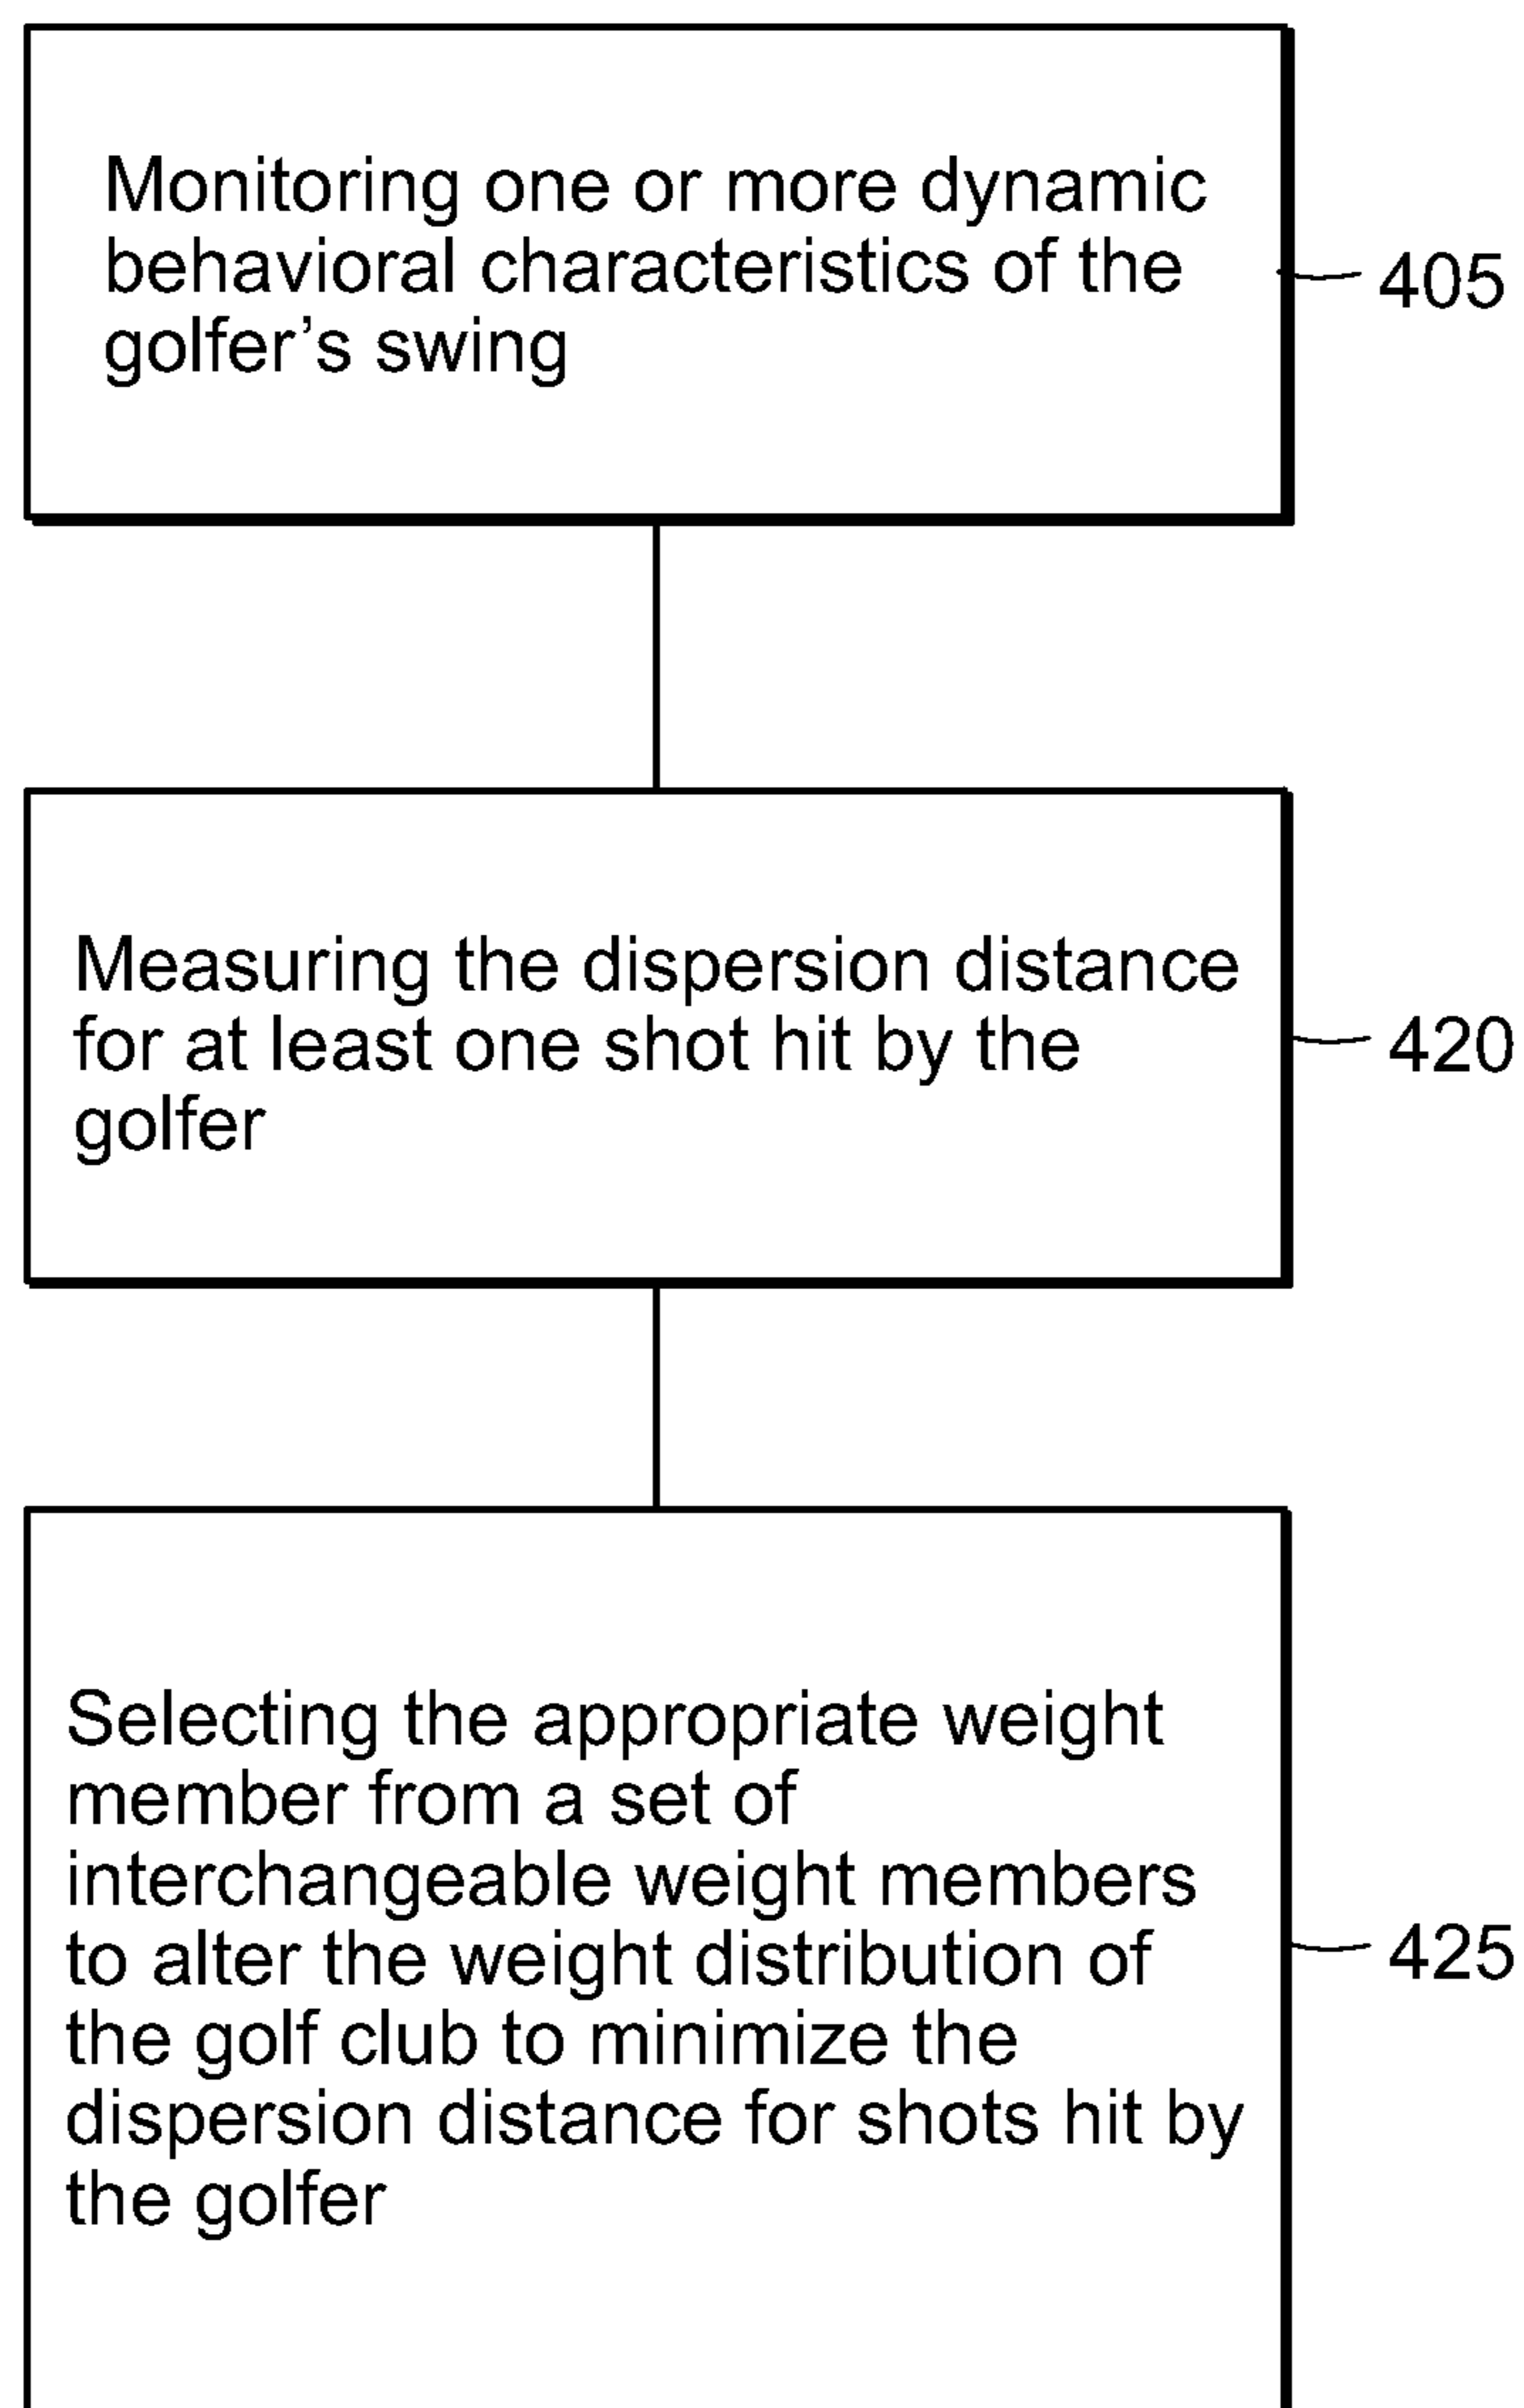 Monitoring one or more dynamic
behavioral characteristics of the
golfer's swing
405
Measuring the dispersion distance
for at least one shot hit by the
golfer
420
Selecting the appropriate weight
member from a set of
interchangeable weight members
to alter the weight distribution of
the golf club to minimize the
dispersion distance for shots hit by
the golfer
425